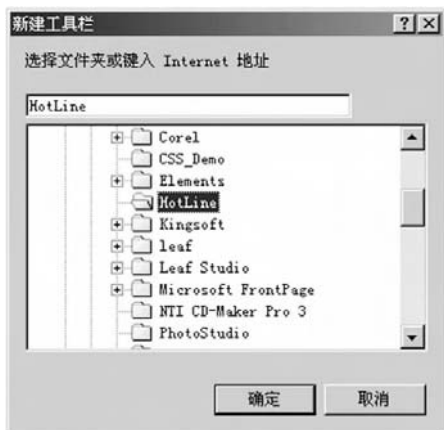 新建工具栏
选择文件夹或键入 Internet 地址
HotLine
Corel
CSS_Demo
Elements
HotLine
Kingsoft
leaf
Leaf Studio
Microsoft FrontPage
NTI CD-Maker Pro 3
PhotoStudio
确定 取消